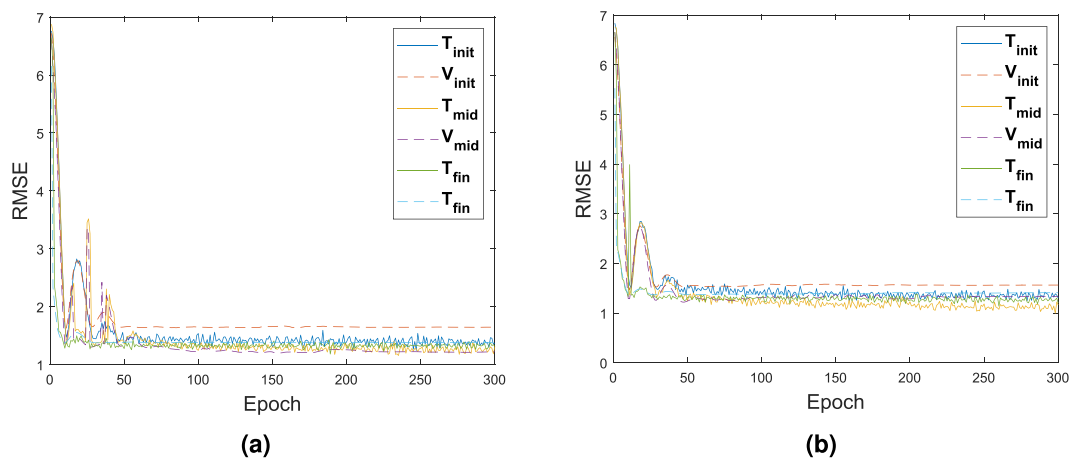 7
6
5
4
3
2
1
RMSE
0
50
100
150
200
250
300
Epoch
T_init
V_init
T_mid
V_mid
T_fin
T_fin
(a)
7
6
5
4
3
2
1
0
RMSE
0
50
100
150
200
250
300
Epoch
T_init
V_init
T_mid
V_mid
T_fin
T_fin
(b)